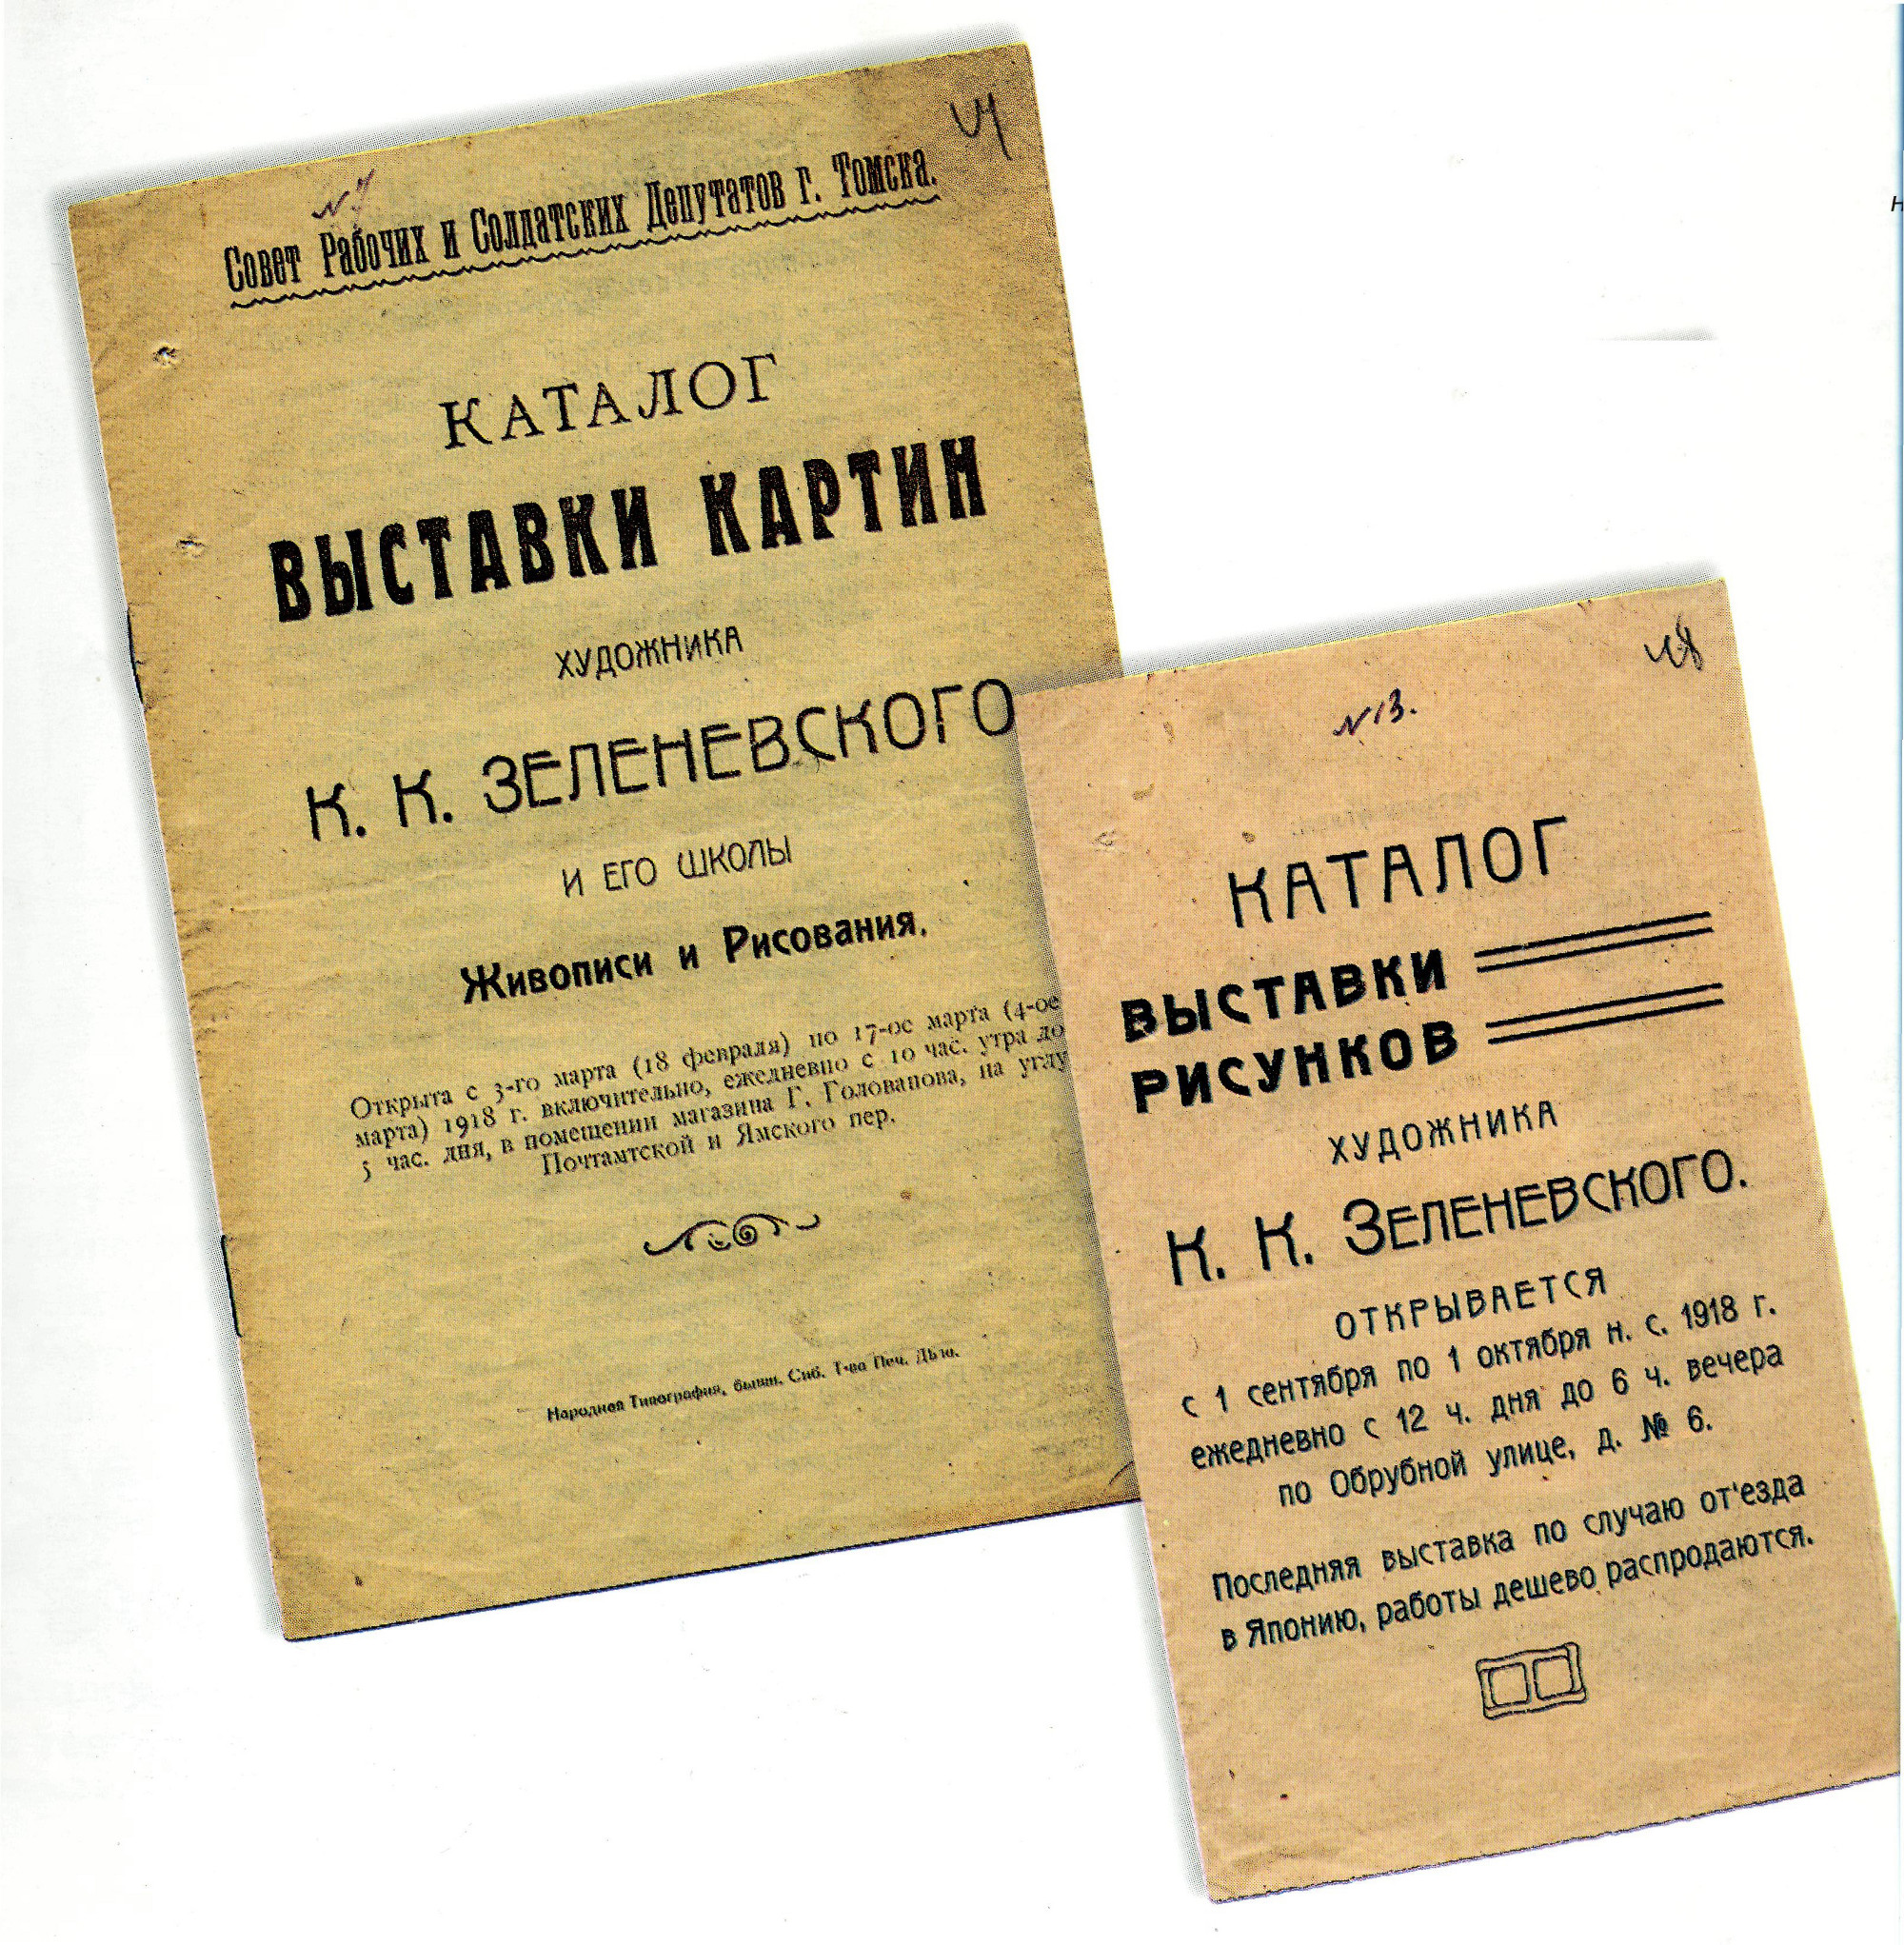 Совет Рабочих и Солдатских Депутатов г. Томска.
КАТАЛОГ
ВЫСТАВКИ КАРТИН
ХУДОЖНИКА
К. К. ЗЕЛЕНЕВСКОГО
И ЕГО ШКОЛЫ
Живописи и Рисования,
Открыта с 3-го марта (18 февраля) по 17-ое марта (4-ое
марта) 1918 г. включительно, ежедневно с 10 час. утра до
5 час. дня, в помещении магазина Г. Голованова, на углу
Почтамтской и Ямского пер.
Народная Типография, бывш. Сиб. Т-во Печ. Дела.
N 13.
КАТАЛОГ
ВЫСТАВКИ
РИСУНКОВ
ХУДОЖНИКА
К. К. ЗЕЛЕНЕВСКОГО.
ОТКРЫВАЕТСЯ
с 1 сентября по 1 октября н. с. 1918 г.
ежедневно с 12 ч. дня до 6 ч. вечера
по Обрубной улице, д. № 6.
Последняя выставка по случаю от'езда
в Японию, работы дешево распродаются.